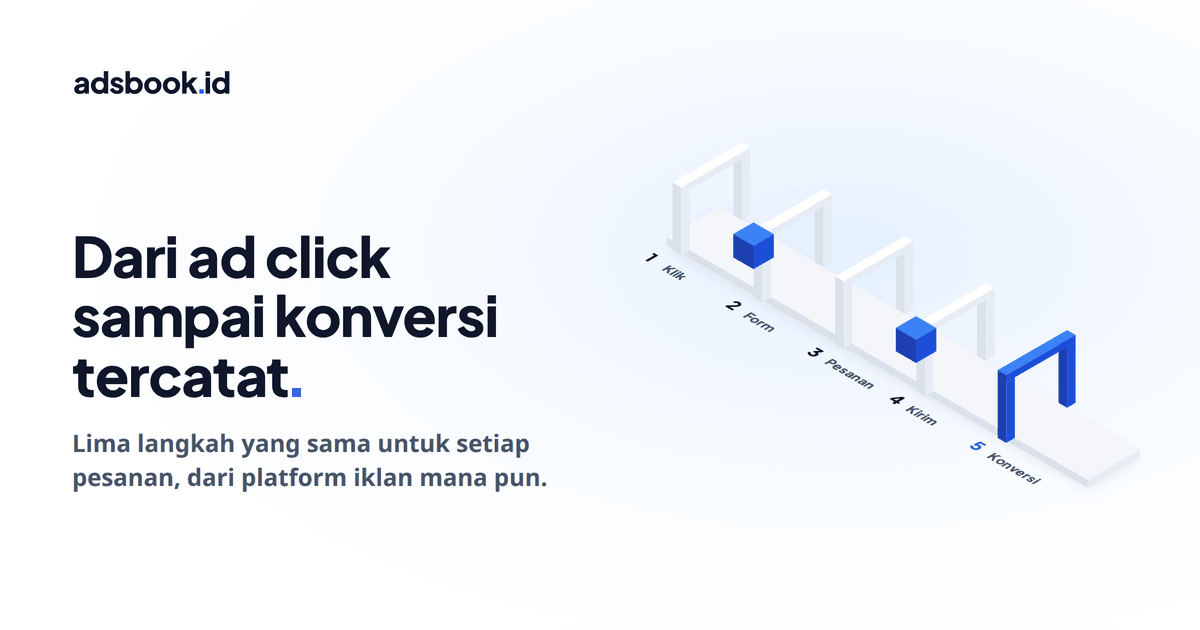 adsbook.id
Dari ad click
sampai konversi
tercatat.
Lima langkah yang sama untuk setiap
pesanan, dari platform iklan mana pun.
1 Klik
2 Form
3 Pesanan
4 Kirim
5 Konversi